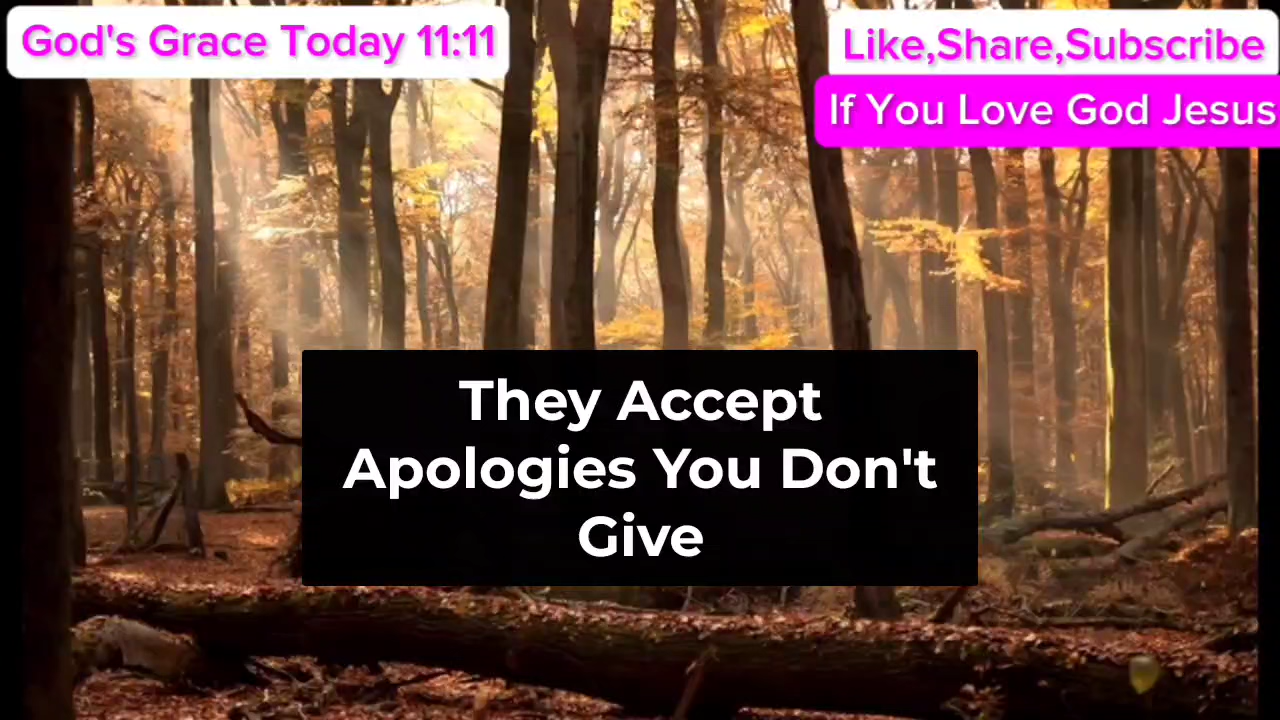 God's Grace Today 11:11
Like,Share,Subscribe
If You Love God Jesus
They Accept
Apologies You Don't
Give